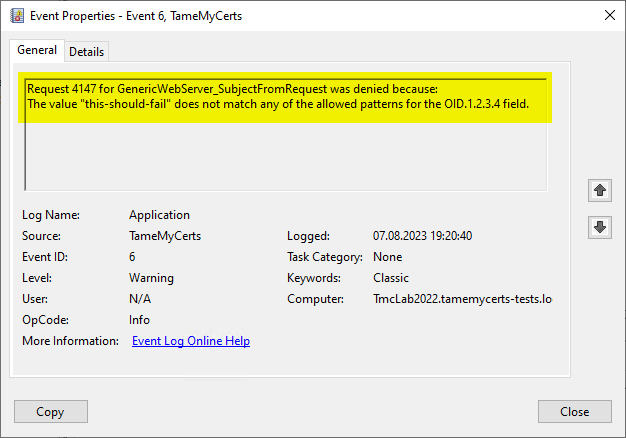 Event Properties - Event 6, TameMyCerts
General Details
Request 4147 for GenericWebServer_SubjectFromRequest was denied because:
The value "this-should-fail" does not match any of the allowed patterns for the OID.1.2.3.4 field.
Log Name: Application
Source: TameMyCerts Logged: 07.08.2023 19:20:40
Event ID: 6 Task Category: None
Level: Warning Keywords: Classic
User: N/A Computer: TmcLab2022.tamemycerts-tests.lo
OpCode: Info
More Information: Event Log Online Help
Copy Close